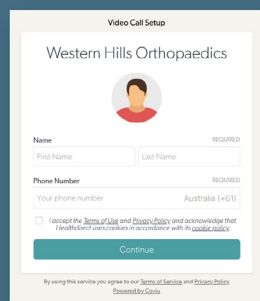 Video Call Setup
Western Hills Orthopaedics
Name REQUIRED
First Name Last Name
Phone Number REQUIRED
Your phone number Australia (+61)
I accept the Terms of Use and Privacy Policy and acknowledge that
Healthdirect uses cookies in accordance with its cookie policy
Continue
By using this service you agree to our Terms of Service and Privacy Policy
Powered by Coviu